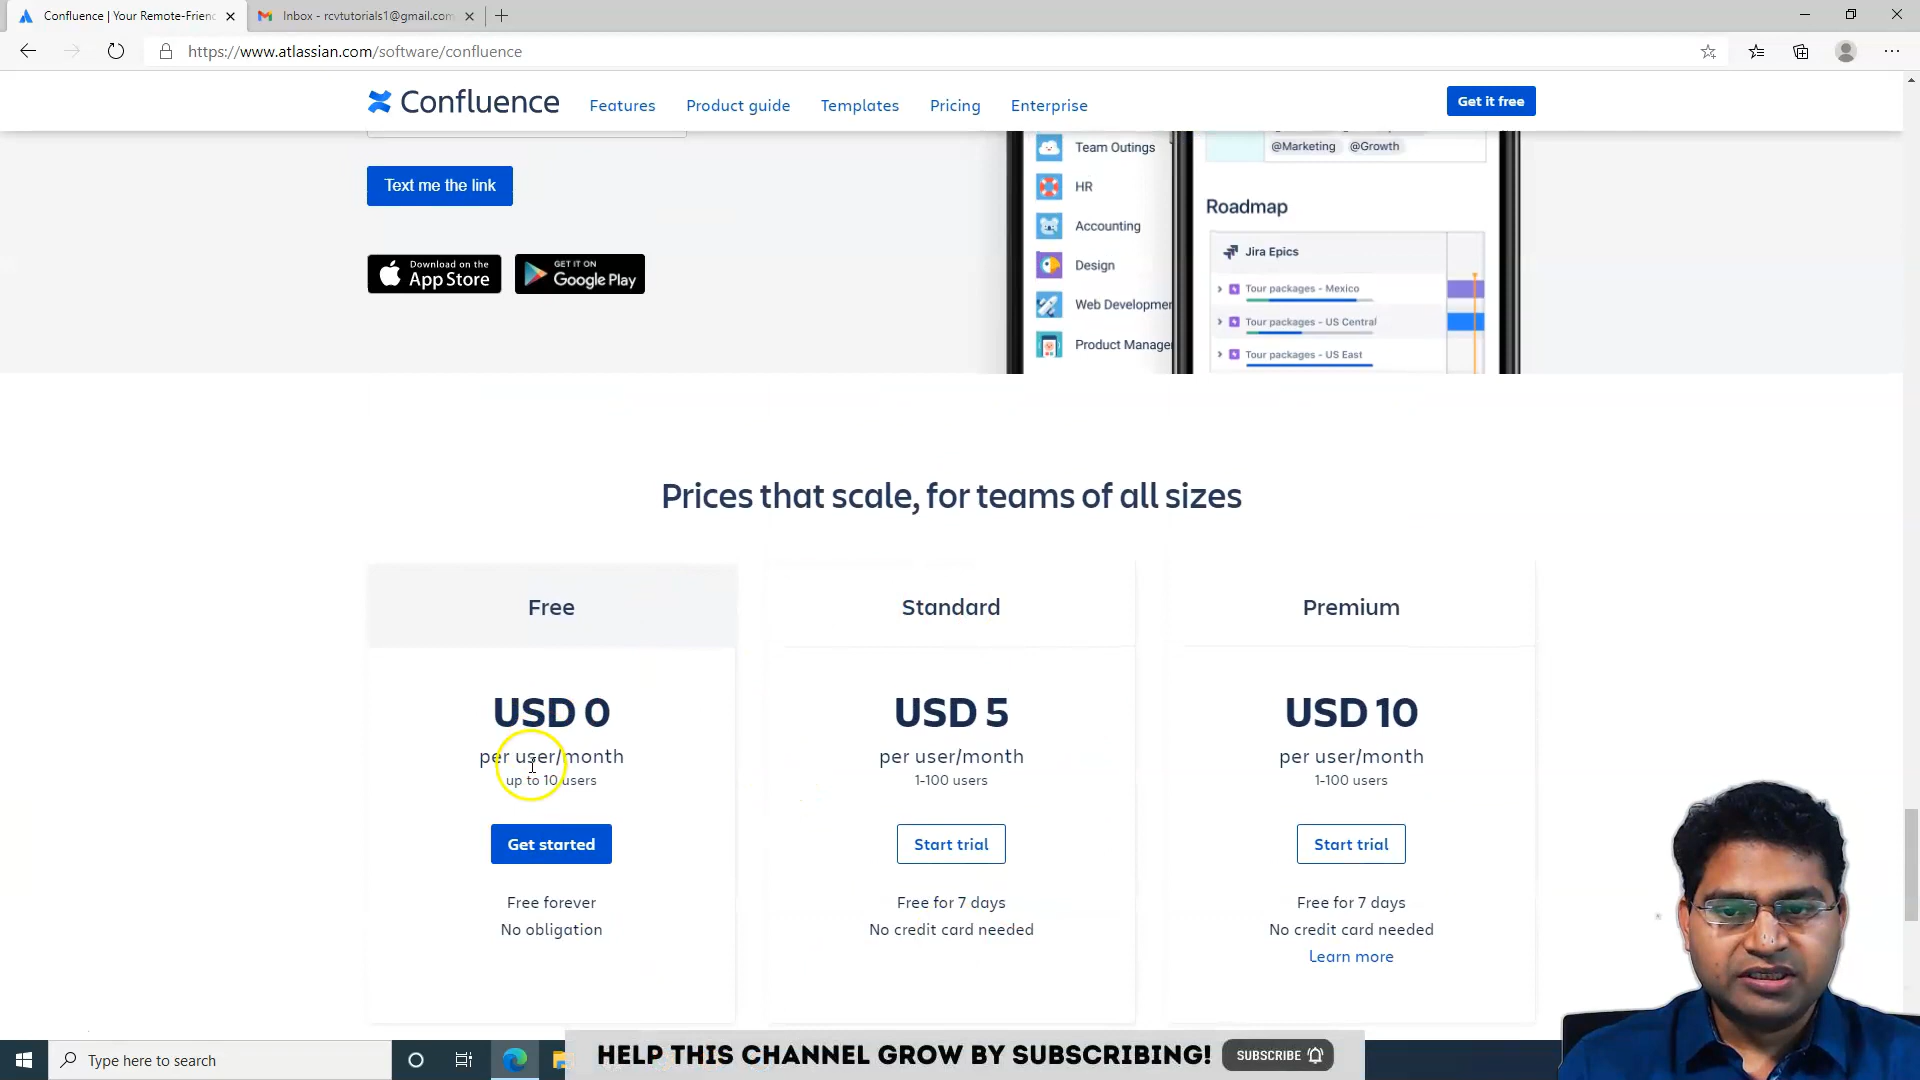 Confluence | Your Remote-Frien
Inbox - rcvtutorials1@gmail.com
https://www.atlassian.com/software/confluence
Confluence
Features
Product guide
Templates
Pricing
Enterprise
Get it free
Text me the link
Download on the
App Store
GET IT ON
Google Play
Team Outings
HR
Accounting
Design
Web Developmen
Product Manage
@Marketing @Growth
Roadmap
Jira Epics
Tour packages - Mexico
Tour packages - US Central
Tour packages - US East
Prices that scale, for teams of all sizes
Free
USD 0
per user/month
up to 10 users
Get started
Free forever
No obligation
Standard
USD 5
per user/month
1-100 users
Start trial
Free for 7 days
No credit card needed
Premium
USD 10
per user/month
1-100 users
Start trial
Free for 7 days
No credit card needed
Learn more
Type here to search
HELP THIS CHANNEL GROW BY SUBSCRIBING!
SUBSCRIBE